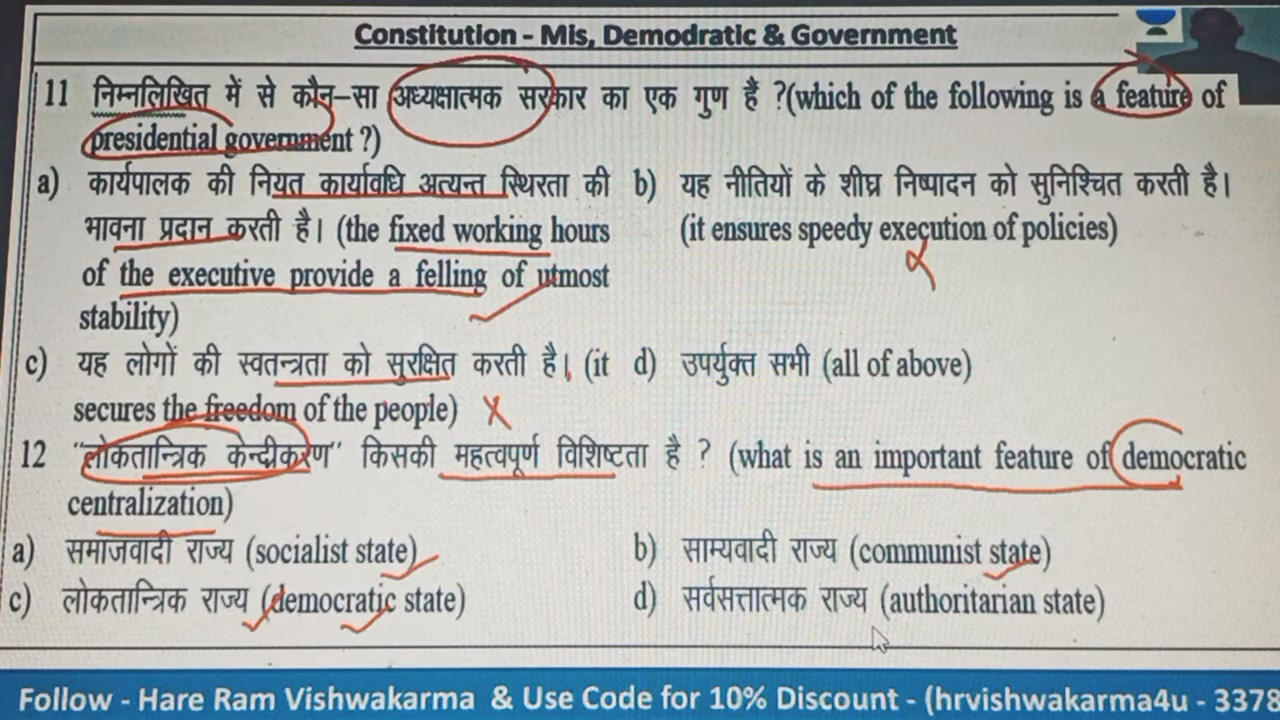 Constitution - Mis, Demodratic & Government
11 निम्नलिखित में से कौन-सा अध्यक्षात्मक सरकार का एक गुण है ?(which of the following is a feature of
presidential government ?)
a) कार्यपालक की नियत कार्यावधि अत्यन्त स्थिरता की
भावना प्रदान करती है। (the fixed working hours
of the executive provide a felling of utmost
stability)
b) यह नीतियों के शीघ्र निष्पादन को सुनिश्चित करती है।
(it ensures speedy execution of policies)
c) यह लोगों की स्वतन्त्रता को सुरक्षित करती है। (it
secures the freedom of the people)
d) उपर्युक्त सभी (all of above)
12 "लोकतान्त्रिक केन्द्रीकरण" किसकी महत्वपूर्ण विशिष्टता है ? (what is an important feature of democratic
centralization)
a) समाजवादी राज्य (socialist state)
b) साम्यवादी राज्य (communist state)
c) लोकतान्त्रिक राज्य (democratic state)
d) सर्वसत्तात्मक राज्य (authoritarian state)
Follow - Hare Ram Vishwakarma & Use Code for 10% Discount - (hrvishwakarma4u - 3378